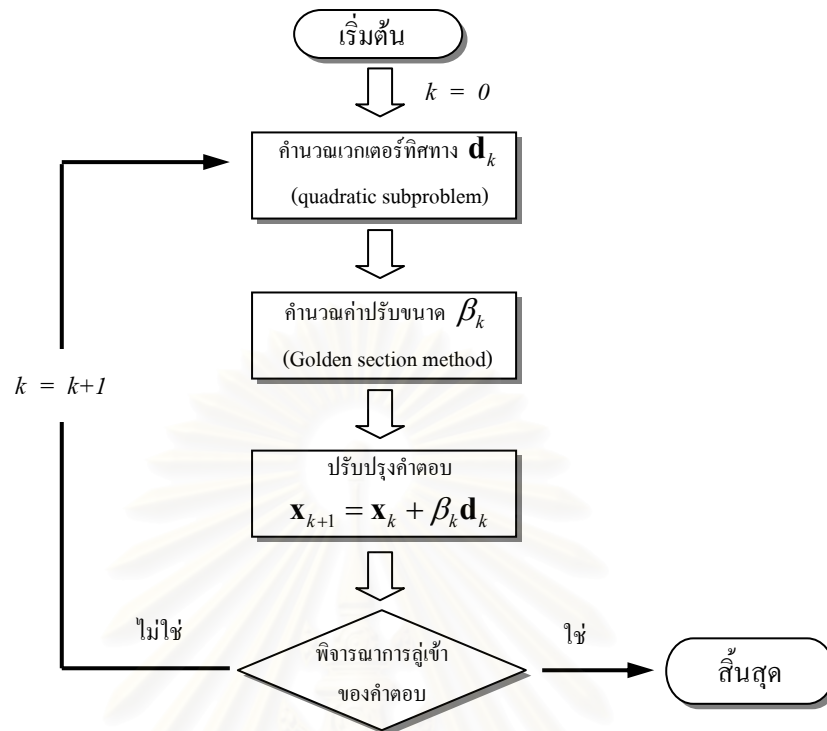 เริ่มต้น
k = 0
คำนวณเวกเตอร์ทิศทาง d_k
(quadratic subproblem)
คำนวณค่าปรับขนาด β_k
(Golden section method)
k = k+1
ปรับปรุงคำตอบ
x_{k+1} = x_k + β_k d_k
ไม่ใช่
พิจารณาการลู่เข้า
ของคำตอบ
ใช่
สิ้นสุด